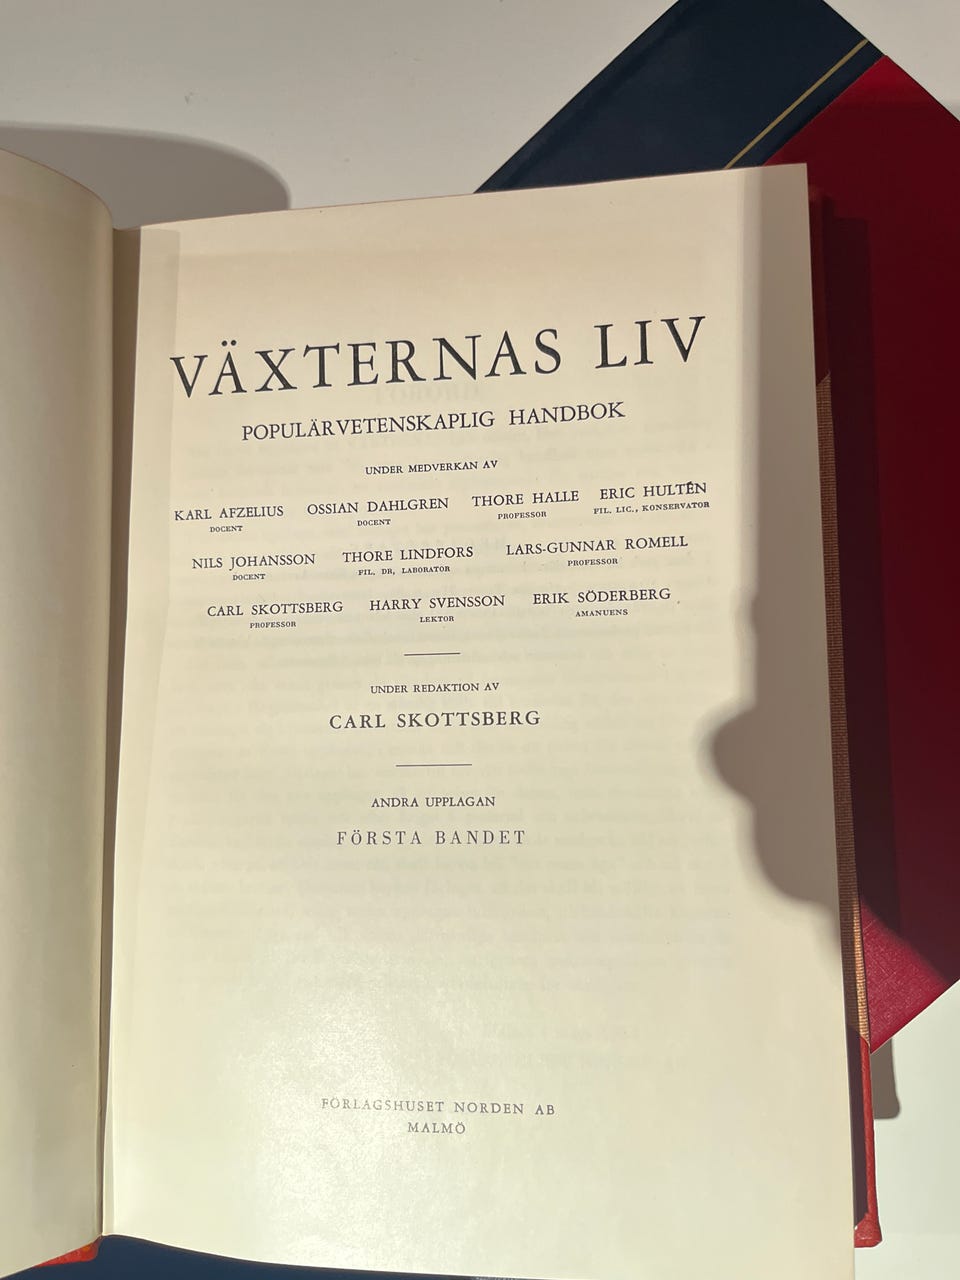 VÄXTERNAS LIV
POPULÄRVETENSKAPLIG HANDBOK
UNDER MEDVERKAN AV
KARL AFZELIUS OSSIAN DAHLGREN THORE HALLE ERIC HULTÉN
DOCENT DOCENT PROFESSOR FIL. LIC., KONSERVATOR
NILS JOHANSSON THORE LINDFORS LARS-GUNNAR ROMELL
DOCENT FIL. DR, LABORATOR PROFESSOR
CARL SKOTTSBERG HARRY SVENSSON ERIK SÖDERBERG
PROFESSOR LEKTOR AMANUENS
UNDER REDAKTION AV
CARL SKOTTSBERG
ANDRA UPPLAGAN
FÖRSTA BANDET
FÖRLAGSHUSET NORDEN AB
MALMÖ